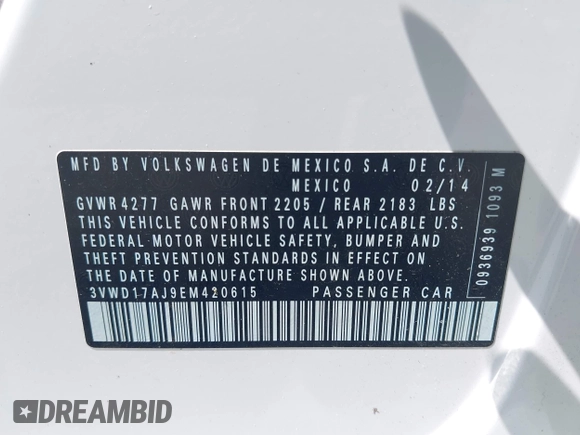 MFD BY VOLKSWAGEN DE MEXICO S.A. DE C.V.
MEXICO 02/14
GVWR 4277 GAWR FRONT 2205 / REAR 2183 LBS
THIS VEHICLE CONFORMS TO ALL APPLICABLE U.S.
FEDERAL MOTOR VEHICLE SAFETY, BUMPER AND
THEFT PREVENTION STANDARDS IN EFFECT ON
THE DATE OF MANUFACTURE SHOWN ABOVE.
3VWD17AJ9EM420615 PASSENGER CAR
0936939 1093 M
DREAMBID